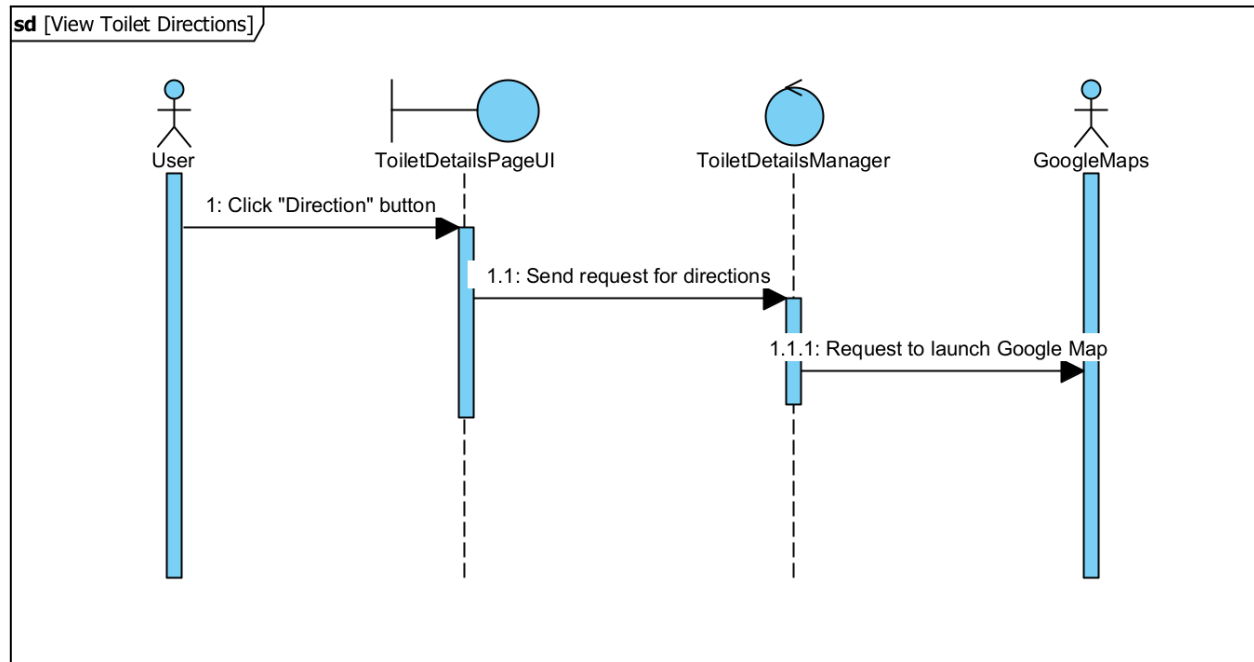 sd [View Toilet Directions]
User
ToiletDetailsPageUI
ToiletDetailsManager
GoogleMaps
1: Click "Direction" button
1.1: Send request for directions
1.1.1: Request to launch Google Map